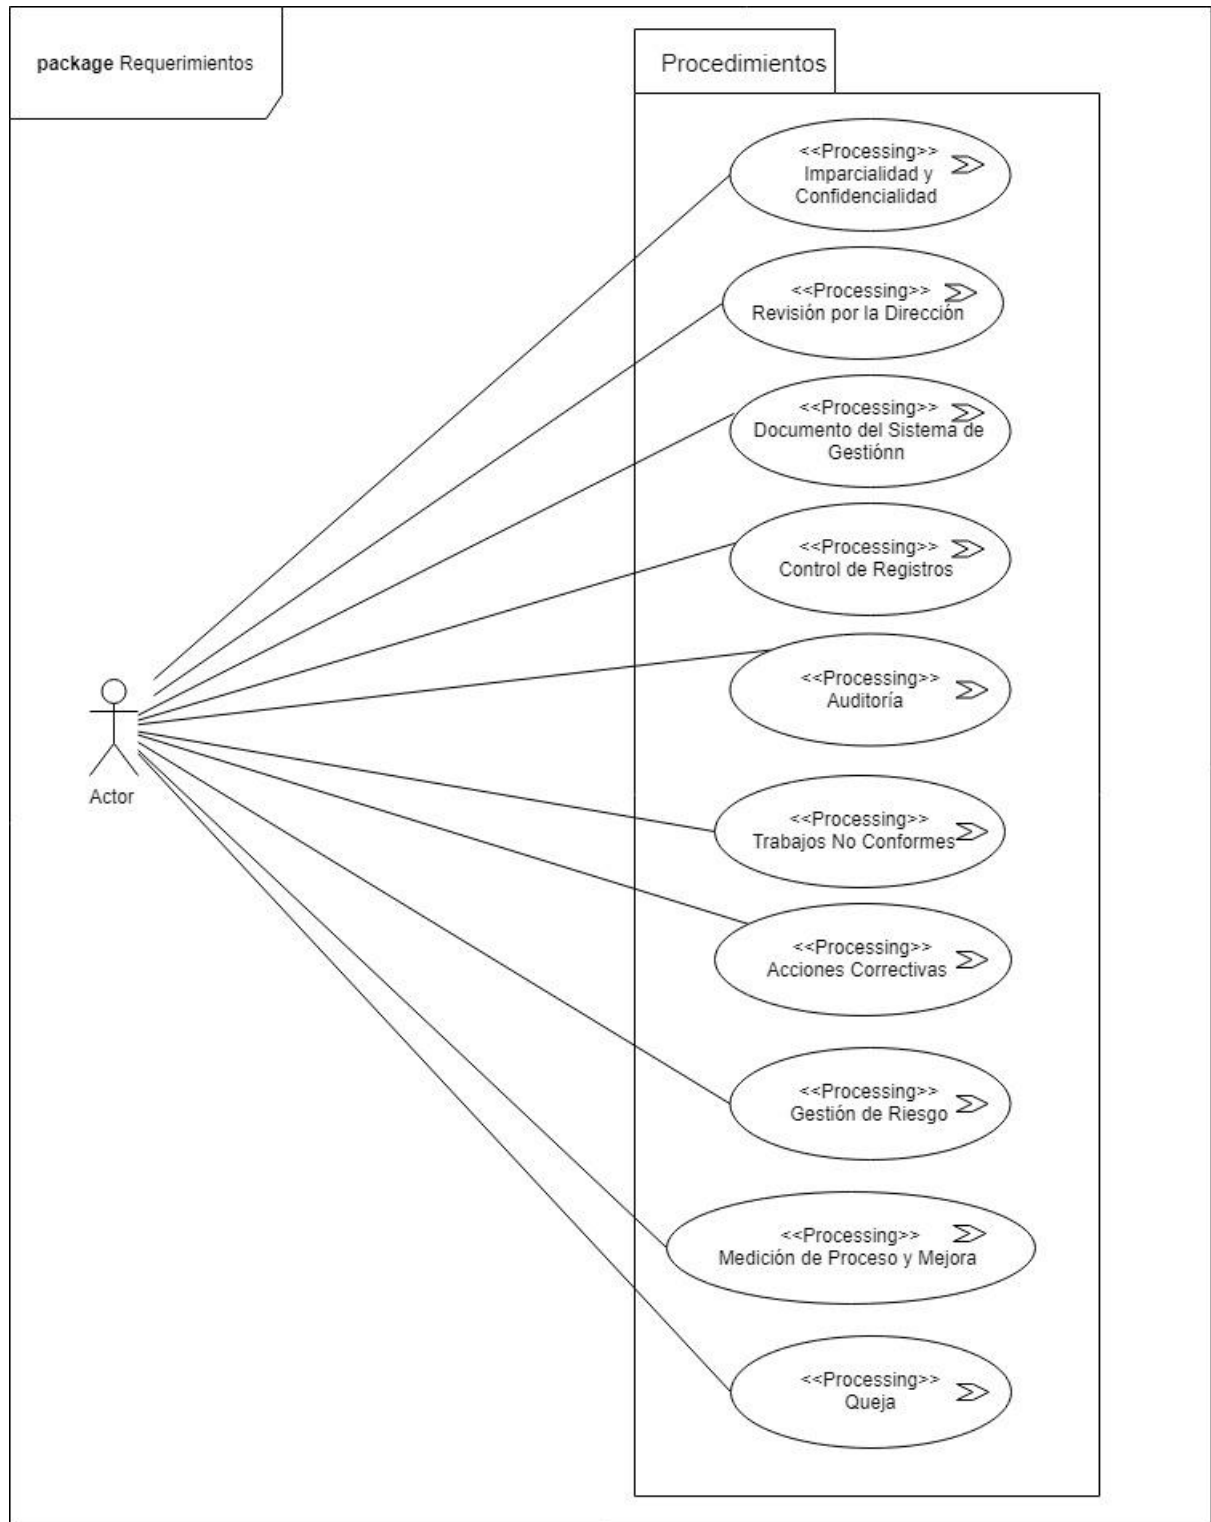 package Requerimientos
Procedimientos
<<Processing>>
Imparcialidad y
Confidencialidad
<<Processing>>
Revisión por la Dirección
<<Processing>>
Documento del Sistema de
Gestiónn
<<Processing>>
Control de Registros
<<Processing>>
Auditoría
<<Processing>>
Trabajos No Conformes
<<Processing>>
Acciones Correctivas
<<Processing>>
Gestión de Riesgo
<<Processing>>
Medición de Proceso y Mejora
<<Processing>>
Queja
Actor